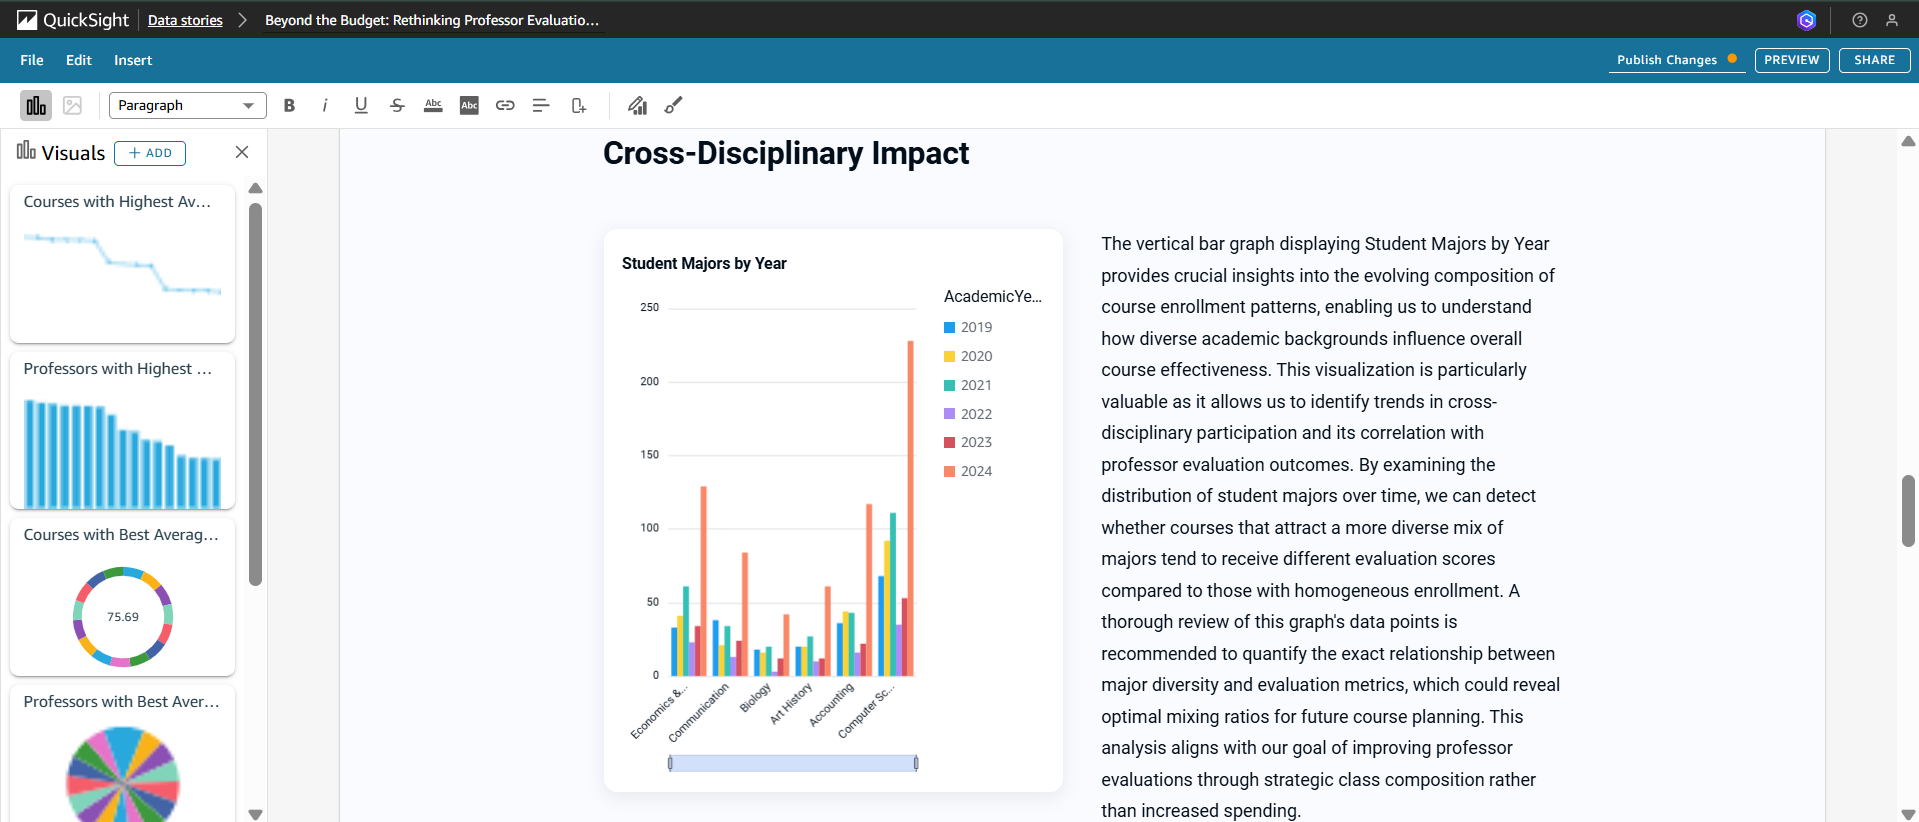 QuickSight
Data stories
Beyond the Budget: Rethinking Professor Evaluatio...
File
Edit
Insert
Publish Changes
PREVIEW
SHARE
Paragraph
B
i
U
S
Abc
Abc
Visuals
+ ADD
Courses with Highest Av...
Professors with Highest ...
Courses with Best Averag...
75.69
Professors with Best Aver...
Cross-Disciplinary Impact
Student Majors by Year
250
200
150
100
50
0
Economics &...
Communication
Biology
Art History
Accounting
Computer Sc...
AcademicYe...
2019
2020
2021
2022
2023
2024
The vertical bar graph displaying Student Majors by Year
provides crucial insights into the evolving composition of
course enrollment patterns, enabling us to understand
how diverse academic backgrounds influence overall
course effectiveness. This visualization is particularly
valuable as it allows us to identify trends in cross-
disciplinary participation and its correlation with
professor evaluation outcomes. By examining the
distribution of student majors over time, we can detect
whether courses that attract a more diverse mix of
majors tend to receive different evaluation scores
compared to those with homogeneous enrollment. A
thorough review of this graph's data points is
recommended to quantify the exact relationship between
major diversity and evaluation metrics, which could reveal
optimal mixing ratios for future course planning. This
analysis aligns with our goal of improving professor
evaluations through strategic class composition rather
than increased spending.